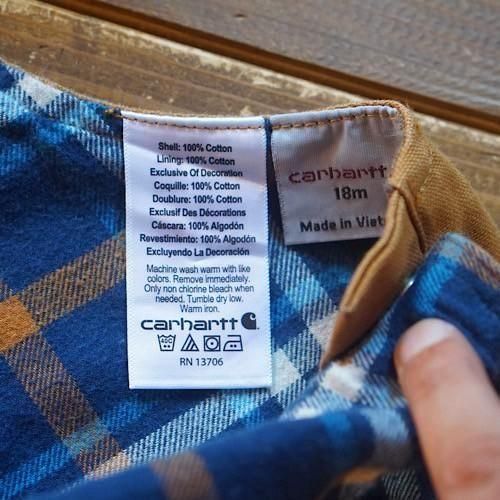 Shell: 100% Cotton
Lining: 100% Cotton
Exclusive Of Decoration
Coquille: 100% Cotton
Doublure: 100% Cotton
Exclusif Des Décorations
Cáscara: 100% Algodón
Revestimiento: 100% Algodón
Excluyendo La Decoración
Machine wash warm with like
colors. Remove immediately.
Only non chlorine bleach when
needed. Tumble dry low.
Warm iron.
carhartt
RN 13706
carhartt
18m
Made in Viet